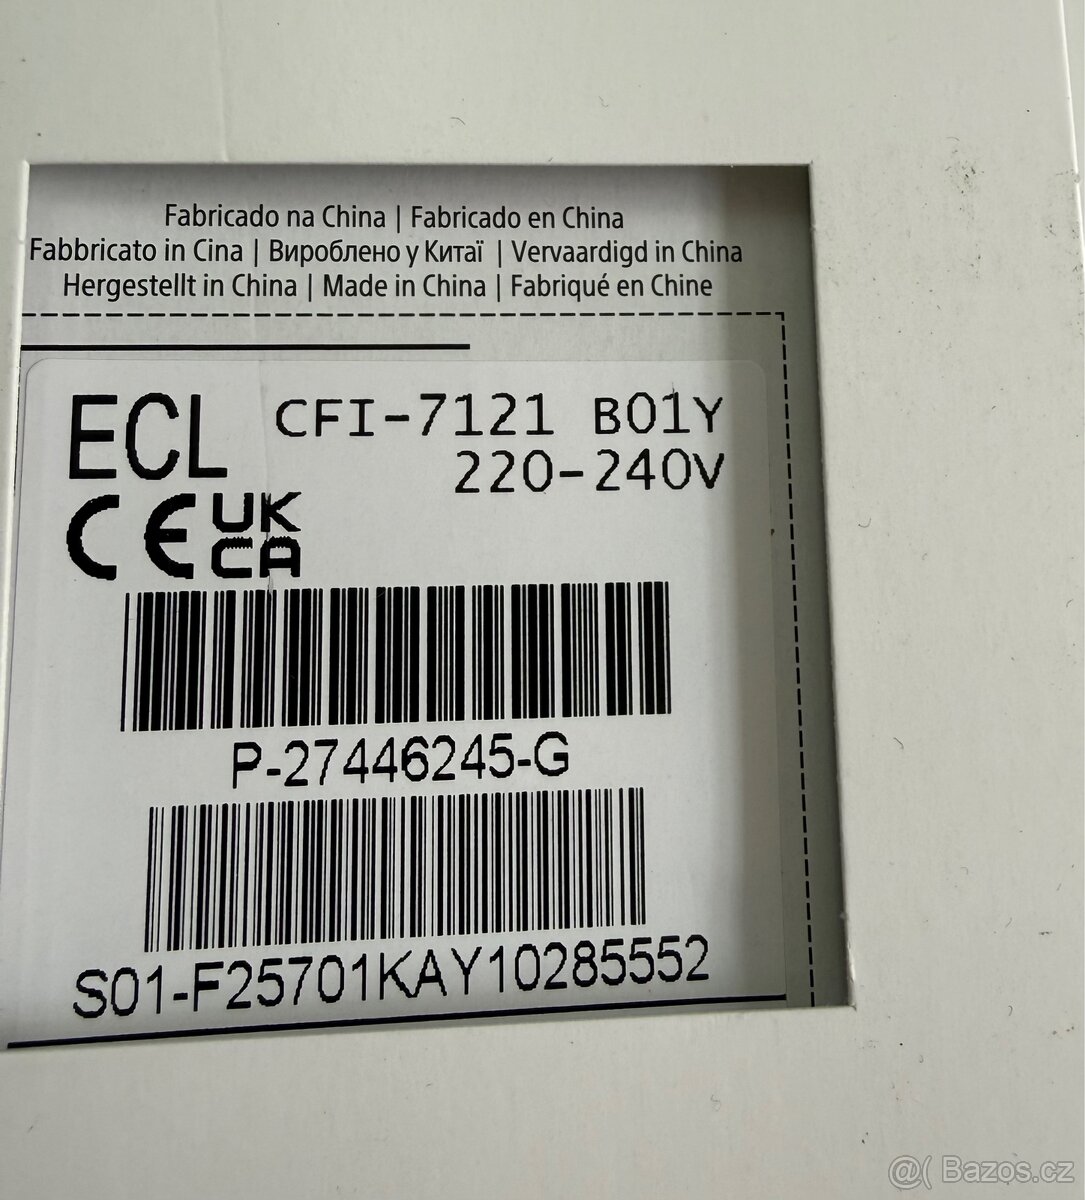 Fabricado na China | Fabricado en China
Fabbricato in Cina | Вироблено у Китаї | Vervaardigd in China
Hergestellt in China | Made in China | Fabriqué en Chine
ECL CFI-7121 B01Y
220-240V
CE UK
CA
P-27446245-G
S01-F25701KAY10285552
@( Bazos.cz